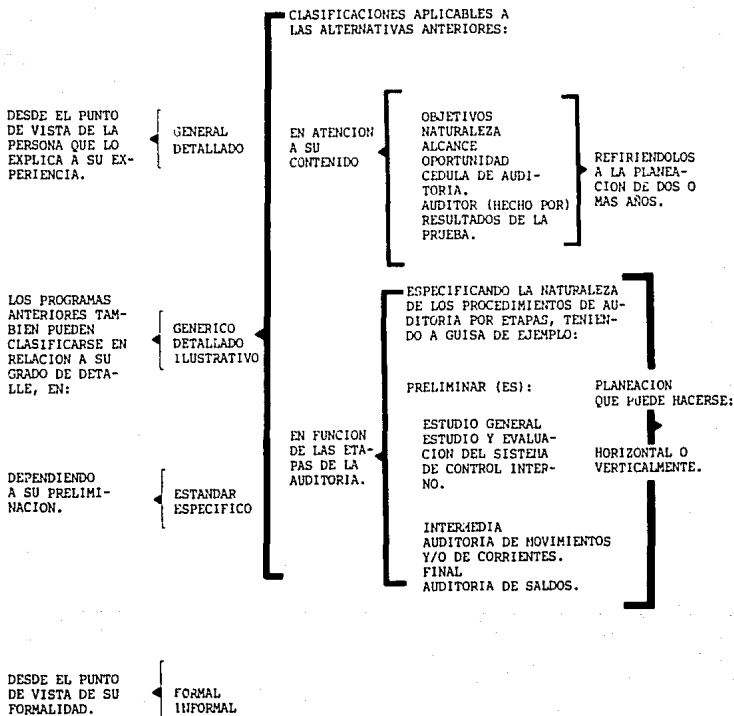 CLASIFICACIONES APLICABLES A
LAS ALTERNATIVAS ANTERIORES:
DESDE EL PUNTO
DE VISTA DE LA
PERSONA QUE LO
EXPLICA A SU EX-
PERIENCIA.
GENERAL
DETALLADO
EN ATENCION
A SU
CONTENIDO
OBJETIVOS
NATURALEZA
ALCANCE
OPORTUNIDAD
CEDULA DE AUDI-
TORIA.
AUDITOR (HECHO POR)
RESULTADOS DE LA
PRUEBA.
REFIRIENDOLOS
A LA PLANEA-
CION DE DOS O
MAS AÑOS.
LOS PROGRAMAS
ANTERIORES TAM-
BIEN PUEDEN
CLASIFICARSE EN
RELACION A SU
GRADO DE DETA-
LLE, EN:
GENERICO
DETALLADO
ILUSTRATIVO
EN FUNCION
DE LAS ETA-
PAS DE LA
AUDITORIA.
ESPECIFICANDO LA NATURALEZA
DE LOS PROCEDIMIENTOS DE AU-
DITORIA POR ETAPAS, TENIEN-
DO A GUISA DE EJEMPLO:
PRELIMINAR (ES):
ESTUDIO GENERAL
ESTUDIO Y EVALUA-
CION DEL SISTEMA
DE CONTROL INTER-
NO.
INTERMEDIA
AUDITORIA DE MOVIMIENTOS
Y/O DE CORRIENTES.
FINAL
AUDITORIA DE SALDOS.
PLANEACION
QUE PUEDE HACERSE:
HORIZONTAL O
VERTICALMENTE.
DEPENDIENDO
A SU PRELIMI-
NACION.
ESTANDAR
ESPECIFICO
DESDE EL PUNTO
DE VISTA DE SU
FORMALIDAD.
FORMAL
INFORMAL